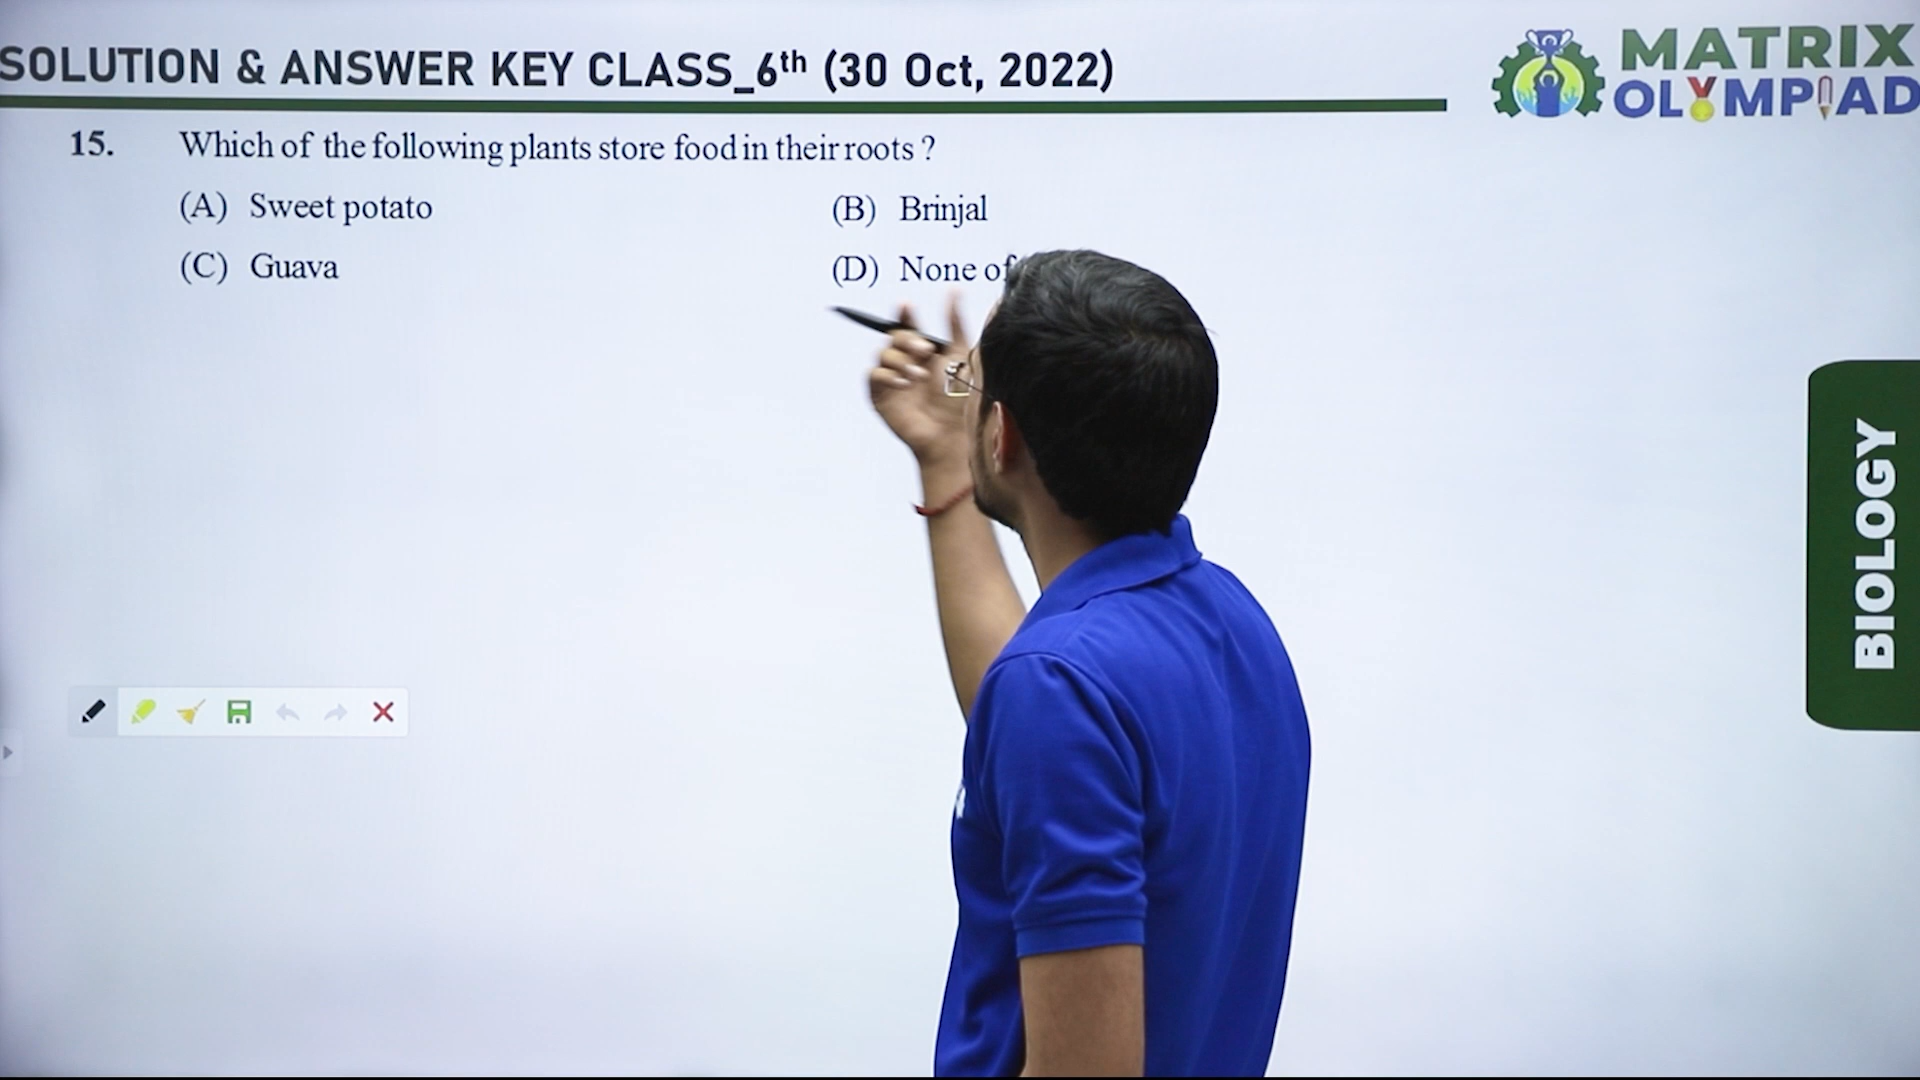 SOLUTION & ANSWER KEY CLASS_6th (30 Oct, 2022)
MATRIX
OLYMPIAD
15. Which of the following plants store food in their roots ?
(A) Sweet potato (B) Brinjal
(C) Guava (D) None of
BIOLOGY